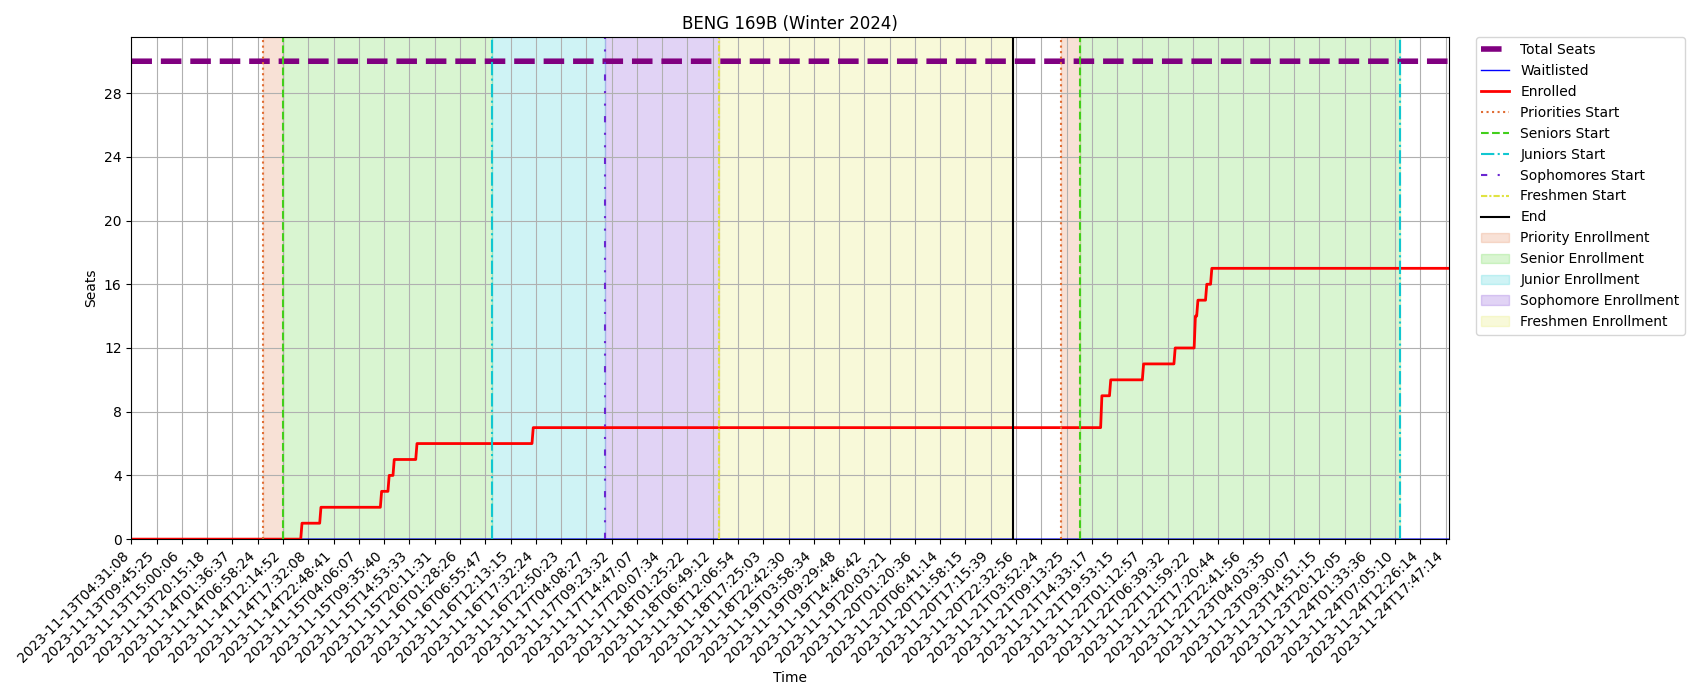 BENG 169B (Winter 2024)
Seats
28
24
20
16
12
8
4
0
2023-11-13T04:31:08
2023-11-13T09:45:25
2023-11-13T15:00:06
2023-11-13T20:15:18
2023-11-14T01:36:37
2023-11-14T06:58:24
2023-11-14T12:14:52
2023-11-14T17:32:08
2023-11-14T22:48:41
2023-11-15T04:06:07
2023-11-15T09:35:40
2023-11-15T14:53:33
2023-11-15T20:11:31
2023-11-16T01:28:26
2023-11-16T06:55:47
2023-11-16T12:13:15
2023-11-16T17:32:24
2023-11-16T22:50:23
2023-11-17T04:08:27
2023-11-17T09:23:32
2023-11-17T14:47:07
2023-11-17T20:07:34
2023-11-18T01:25:22
2023-11-18T06:49:12
2023-11-18T12:06:54
2023-11-18T17:25:03
2023-11-18T22:42:30
2023-11-19T03:58:34
2023-11-19T09:29:48
2023-11-19T14:46:42
2023-11-19T20:03:21
2023-11-20T01:20:36
2023-11-20T06:41:14
2023-11-20T11:58:15
2023-11-20T17:15:39
2023-11-20T22:32:56
2023-11-21T03:52:24
2023-11-21T09:13:25
2023-11-21T14:33:17
2023-11-21T19:53:15
2023-11-22T01:12:57
2023-11-22T06:39:32
2023-11-22T11:59:22
2023-11-22T17:20:44
2023-11-22T22:41:56
2023-11-23T04:03:35
2023-11-23T09:30:07
2023-11-23T14:51:15
2023-11-23T20:12:05
2023-11-24T01:33:36
2023-11-24T07:05:10
2023-11-24T12:26:14
2023-11-24T17:47:14
Time
Total Seats
Waitlisted
Enrolled
Priorities Start
Seniors Start
Juniors Start
Sophomores Start
Freshmen Start
End
Priority Enrollment
Senior Enrollment
Junior Enrollment
Sophomore Enrollment
Freshmen Enrollment